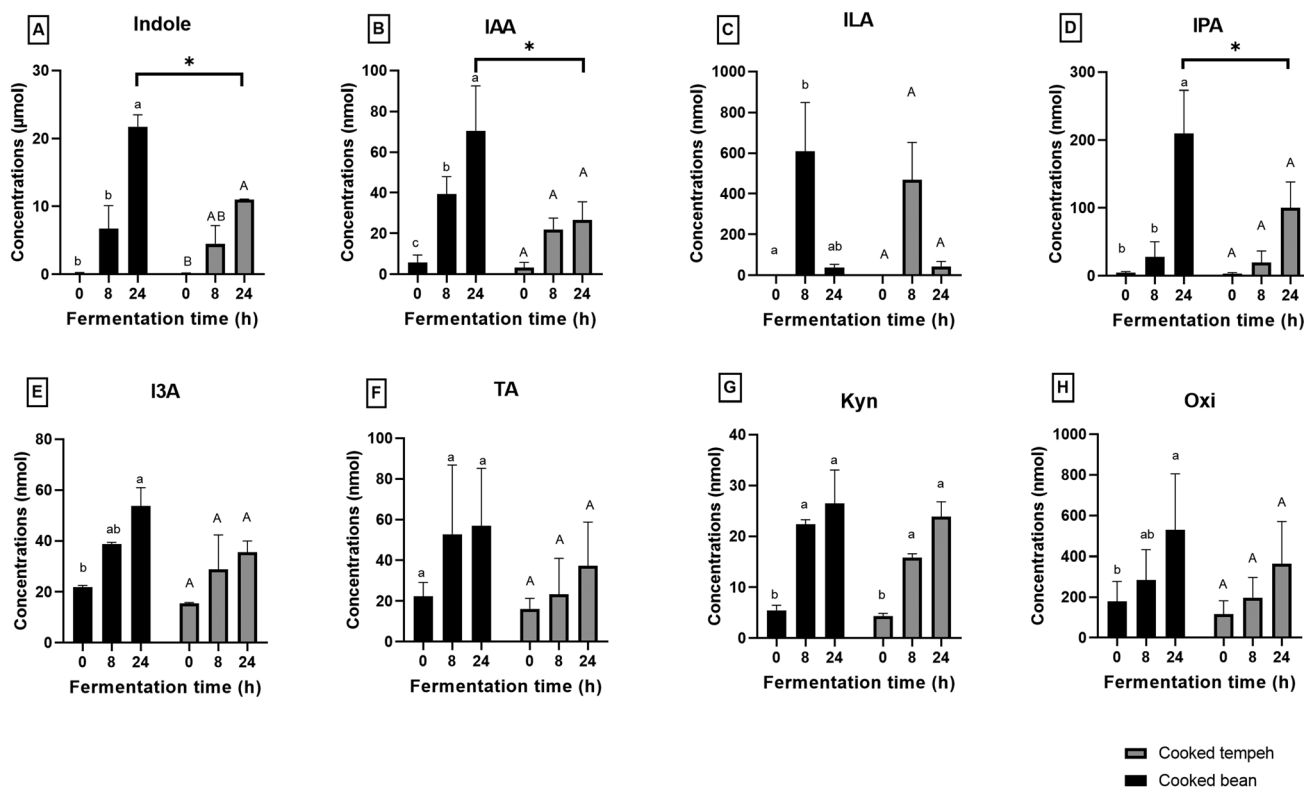 A
Indole
*
Concentrations (µmol)
30
20
10
0
b
b
a
B
AB
A
0 8 24 0 8 24
Fermentation time (h)
B
IAA
*
Concentrations (nmol)
100
80
60
40
20
0
c
b
a
A
A
A
0 8 24 0 8 24
Fermentation time (h)
C
ILA
Concentrations (nmol)
1000
800
600
400
200
0
a
b
ab
A
A
A
0 8 24 0 8 24
Fermentation time (h)
D
IPA
*
Concentrations (nmol)
300
200
100
0
b
b
a
A
A
A
0 8 24 0 8 24
Fermentation time (h)
E
I3A
Concentrations (nmol)
80
60
40
20
0
b
ab
a
A
A
A
0 8 24 0 8 24
Fermentation time (h)
F
TA
Concentrations (nmol)
100
80
60
40
20
0
a
a
a
A
A
A
0 8 24 0 8 24
Fermentation time (h)
G
Kyn
Concentrations (nmol)
40
30
20
10
0
b
a
a
b
a
a
0 8 24 0 8 24
Fermentation time (h)
H
Oxi
Concentrations (nmol)
1000
800
600
400
200
0
b
ab
a
A
A
A
0 8 24 0 8 24
Fermentation time (h)
Cooked tempeh
Cooked bean